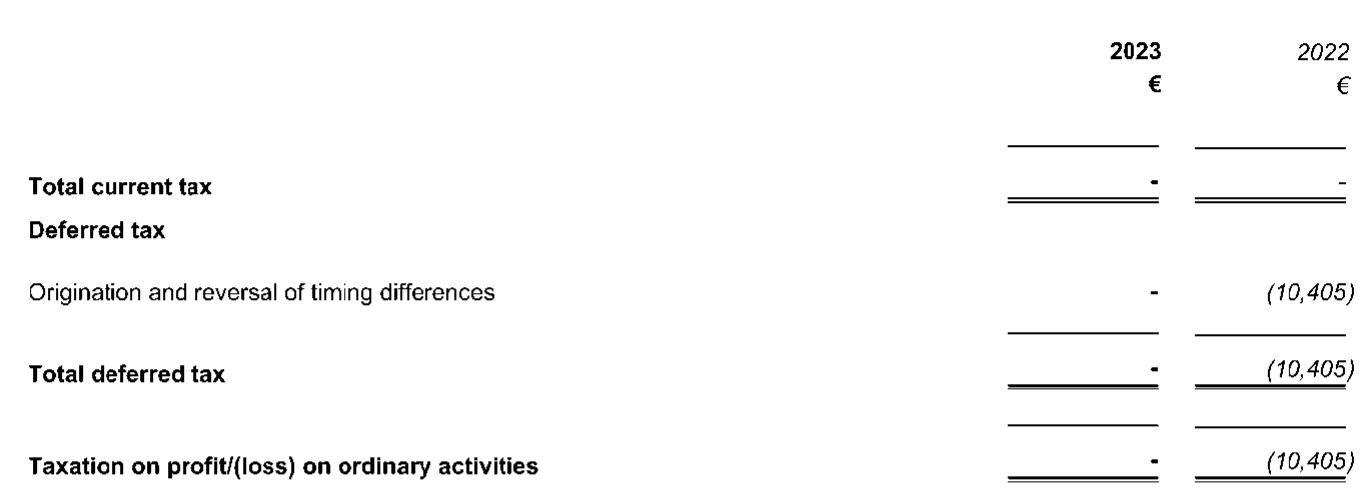 2023 2022
€ €
Total current tax - -
Deferred tax
Origination and reversal of timing differences - (10,405)
Total deferred tax - (10,405)
Taxation on profit/(loss) on ordinary activities - (10,405)